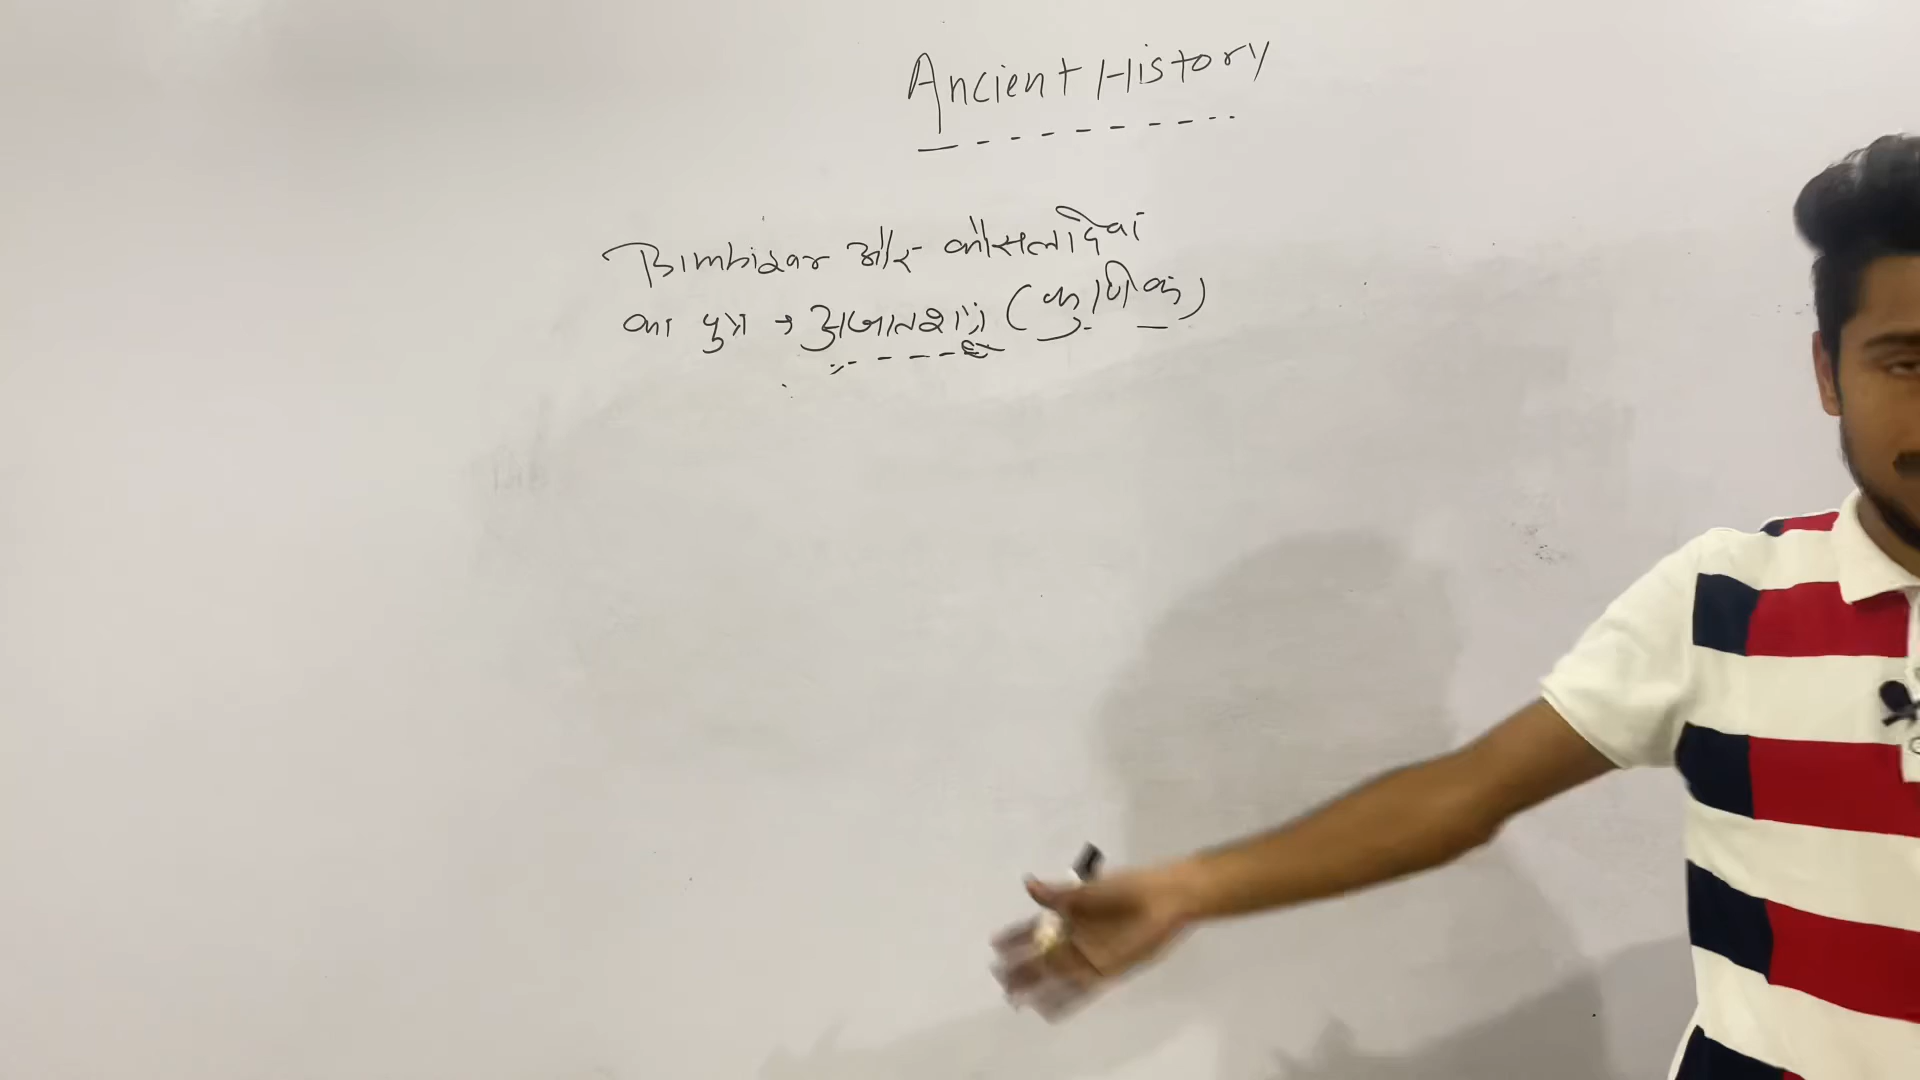 Ancient History
Bimbisar और कोसलादेवी
का पुत्र → अजातशत्रु (कुणिक)